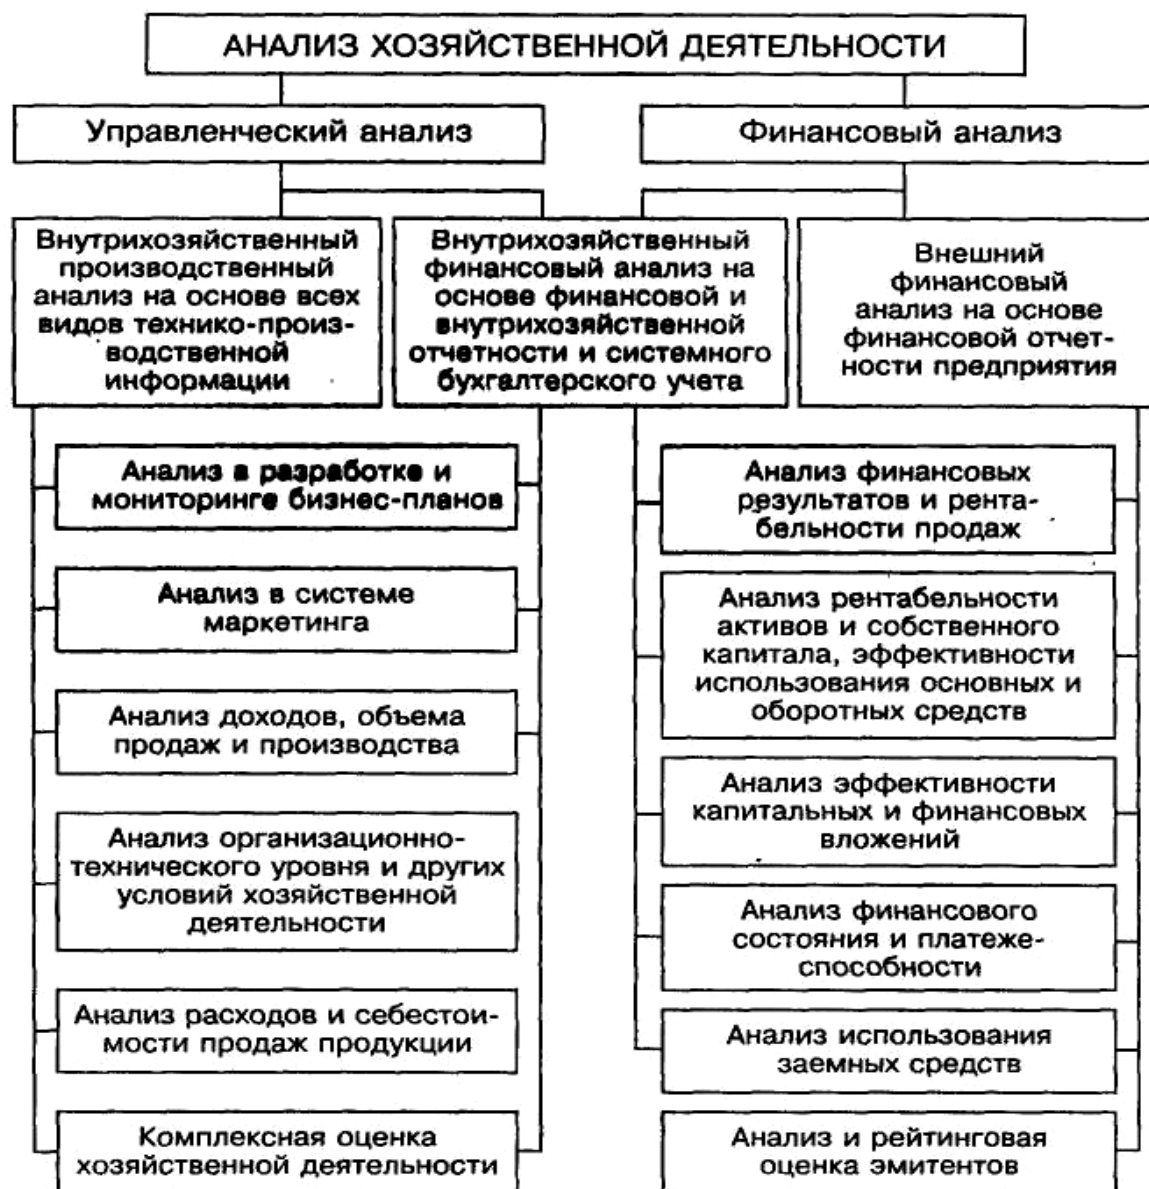 АНАЛИЗ ХОЗЯЙСТВЕННОЙ ДЕЯТЕЛЬНОСТИ
Управленческий анализ
Финансовый анализ
Внутрихозяйственный
производственный
анализ на основе всех
видов технико-произ-
водственной
информации
Внутрихозяйственный
финансовый анализ на
основе финансовой и
внутрихозяйственной
отчетности и системного
бухгалтерского учета
Внешний
финансовый
анализ на основе
финансовой отчет-
ности предприятия
Анализ в разработке и
мониторинге бизнес-планов
Анализ в системе
маркетинга
Анализ доходов, объема
продаж и производства
Анализ организационно-
технического уровня и других
условий хозяйственной
деятельности
Анализ расходов и себестои-
мости продаж продукции
Комплексная оценка
хозяйственной деятельности
Анализ финансовых
результатов и рента-
бельности продаж
Анализ рентабельности
активов и собственного
капитала, эффективности
использования основных и
оборотных средств
Анализ эффективности
капитальных и финансовых
вложений
Анализ финансового
состояния и платеже-
способности
Анализ использования
заемных средств
Анализ и рейтинговая
оценка эмитентов